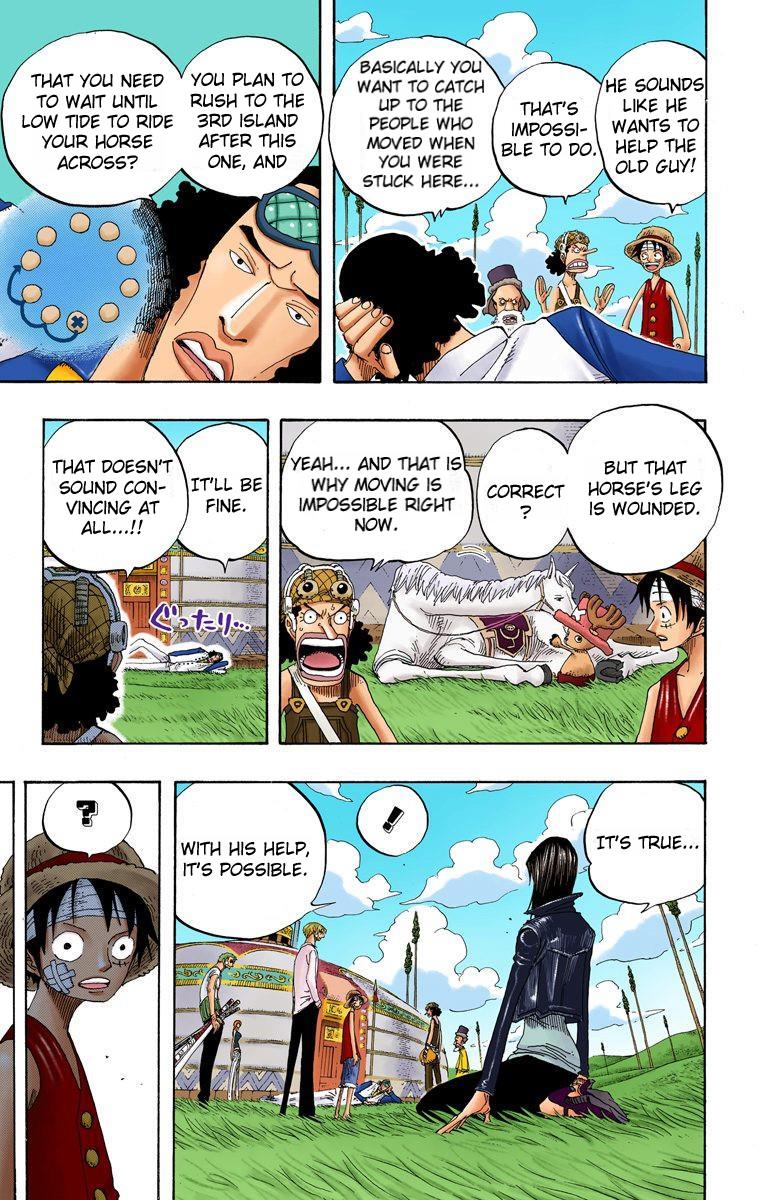 HE SOUNDS
LIKE HE
WANTS TO
HELP THE
OLD GUY!
THAT'S
IMPOSSI-
BLE TO DO.
BASICALLY YOU
WANT TO CATCH
UP TO THE
PEOPLE WHO
MOVED WHEN
YOU WERE
STUCK HERE...
YOU PLAN TO
RUSH TO THE
3RD ISLAND
AFTER THIS
ONE, AND
THAT YOU NEED
TO WAIT UNTIL
LOW TIDE TO RIDE
YOUR HORSE
ACROSS?
BUT THAT
HORSE'S LEG
IS WOUNDED.
CORRECT
?
YEAH... AND THAT IS
WHY MOVING IS
IMPOSSIBLE RIGHT
NOW.
IT'LL BE
FINE.
THAT DOESN'T
SOUND CON-
VINCING AT
ALL...!!
ぐったり...
IT'S TRUE...
!
WITH HIS HELP,
IT'S POSSIBLE.
?